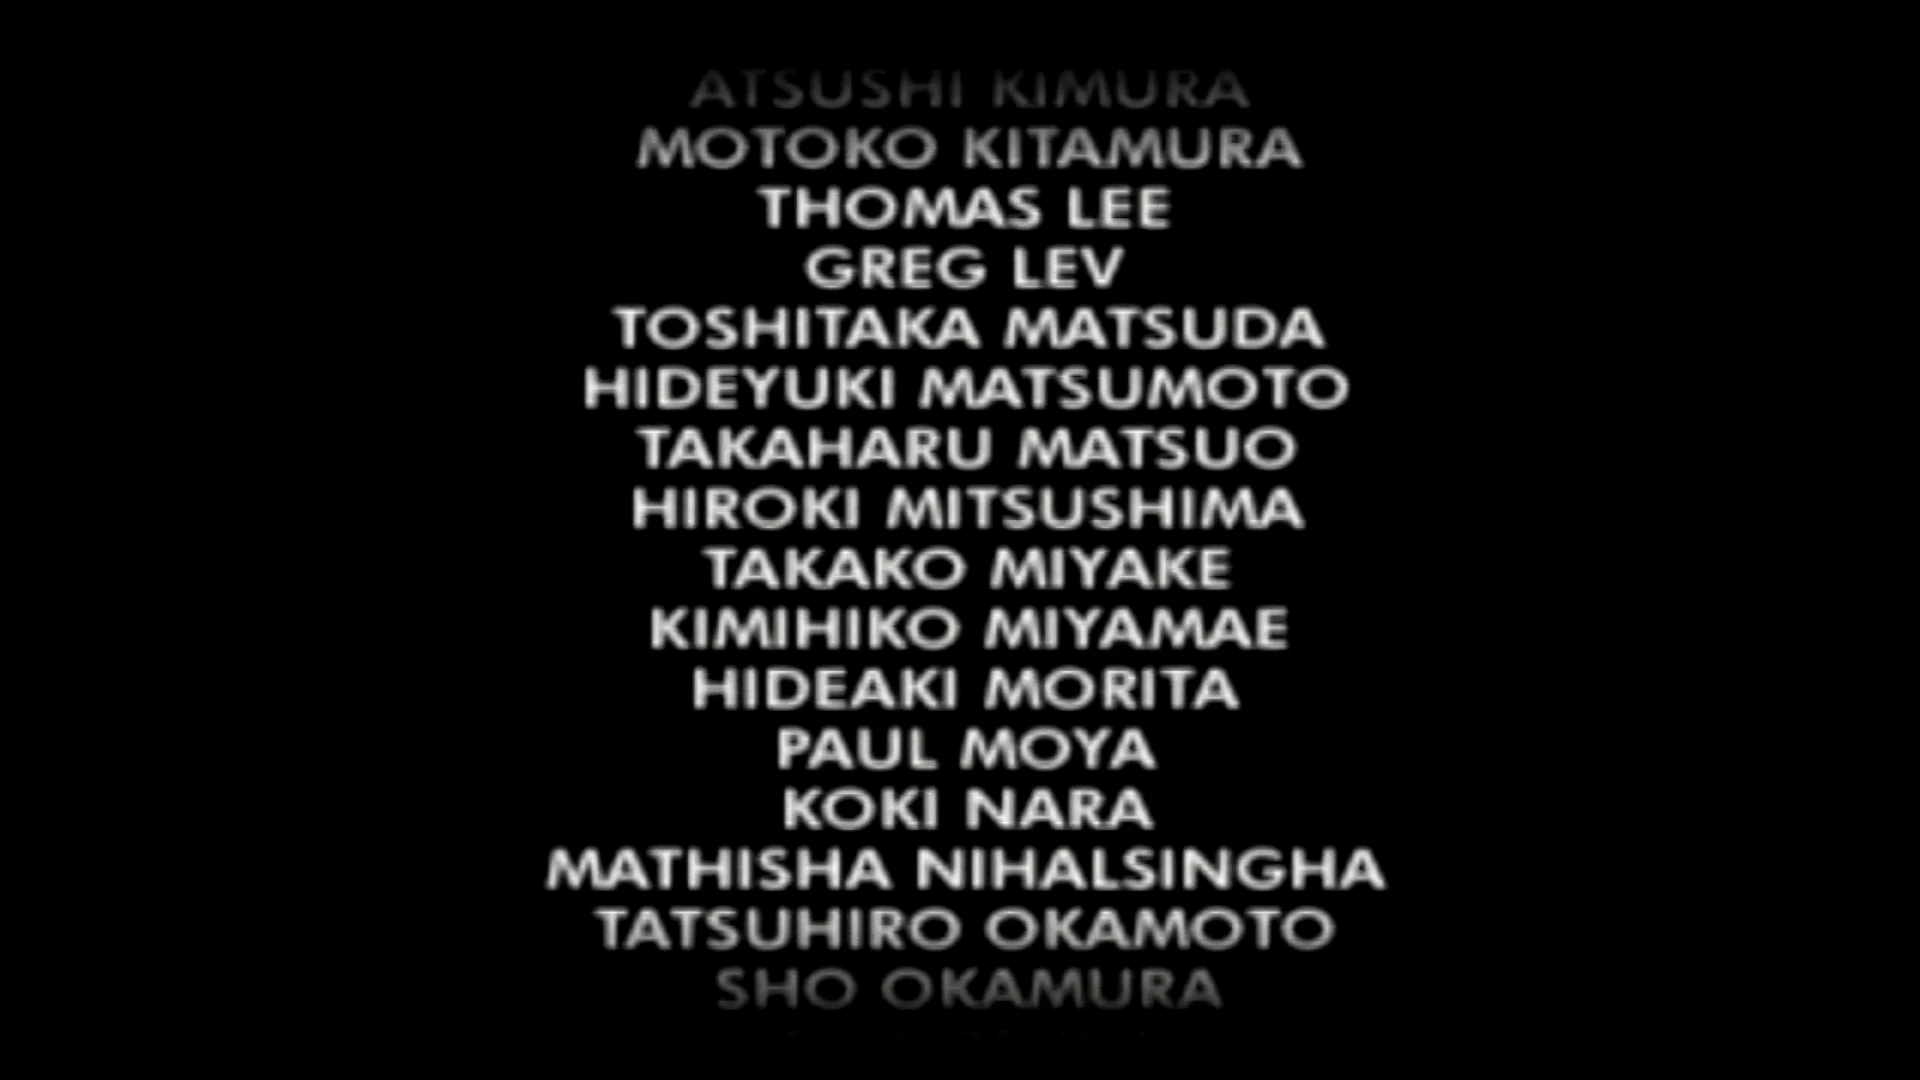 ATSUSHI KIMURA
MOTOKO KITAMURA
THOMAS LEE
GREG LEV
TOSHITAKA MATSUDA
HIDEYUKI MATSUMOTO
TAKAHARU MATSUO
HIROKI MITSUSHIMA
TAKAKO MIYAKE
KIMIHIKO MIYAMAE
HIDEAKI MORITA
PAUL MOYA
KOKI NARA
MATHISHA NIHALSINGHA
TATSUHIRO OKAMOTO
SHO OKAMURA